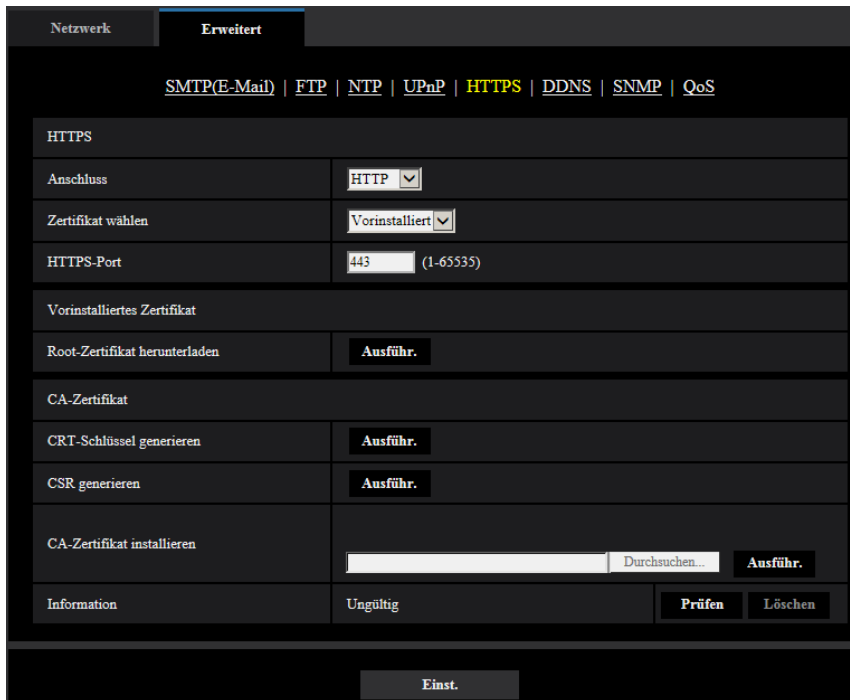 Netzwerk Erweitert
SMTP(E-Mail) | FTP | NTP | UPnP | HTTPS | DDNS | SNMP | QoS
HTTPS
Anschluss HTTP
Zertifikat wählen Vorinstalliert
HTTPS-Port 443 (1-65535)
Vorinstalliertes Zertifikat
Root-Zertifikat herunterladen Ausführ.
CA-Zertifikat
CRT-Schlüssel generieren Ausführ.
CSR generieren Ausführ.
CA-Zertifikat installieren Durchsuchen... Ausführ.
Information Ungültig Prüfen Löschen
Einst.